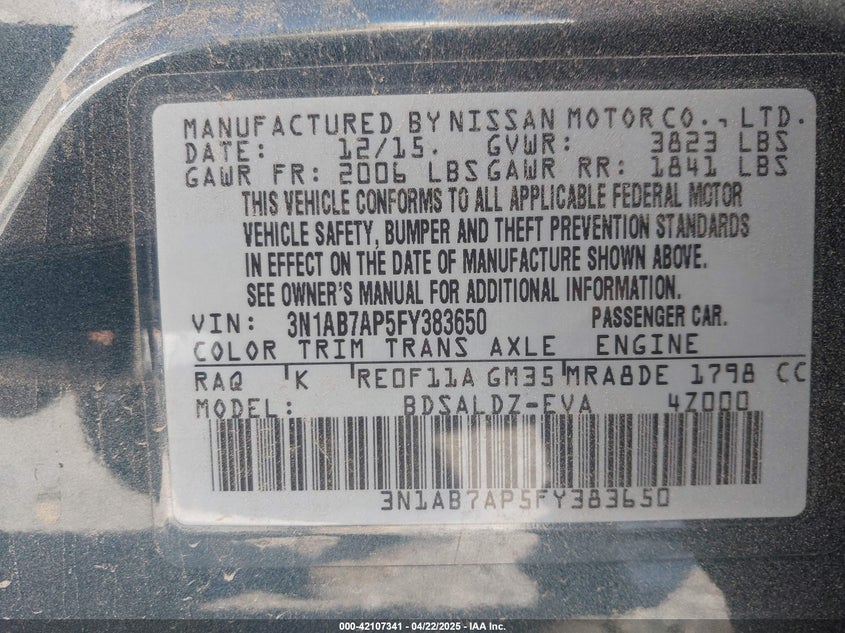 MANUFACTURED BY NISSAN MOTOR CO., LTD.
DATE: 12/15. GVWR: 3823 LBS
GAWR FR: 2006 LBS GAWR RR: 1841 LBS
THIS VEHICLE CONFORMS TO ALL APPLICABLE FEDERAL MOTOR
VEHICLE SAFETY, BUMPER AND THEFT PREVENTION STANDARDS
IN EFFECT ON THE DATE OF MANUFACTURE SHOWN ABOVE.
SEE OWNER'S MANUAL FOR ADDITIONAL INFORMATION.
VIN: 3N1AB7AP5FY383650 PASSENGER CAR.
COLOR TRIM TRANS AXLE ENGINE
RAQ K RE0F11A GM35 MRA8DE 1798 CC
MODEL: BDSALDZ-EVA 4Z000
3N1AB7AP5FY383650
000-42107341 - 04/22/2025 - IAA Inc.